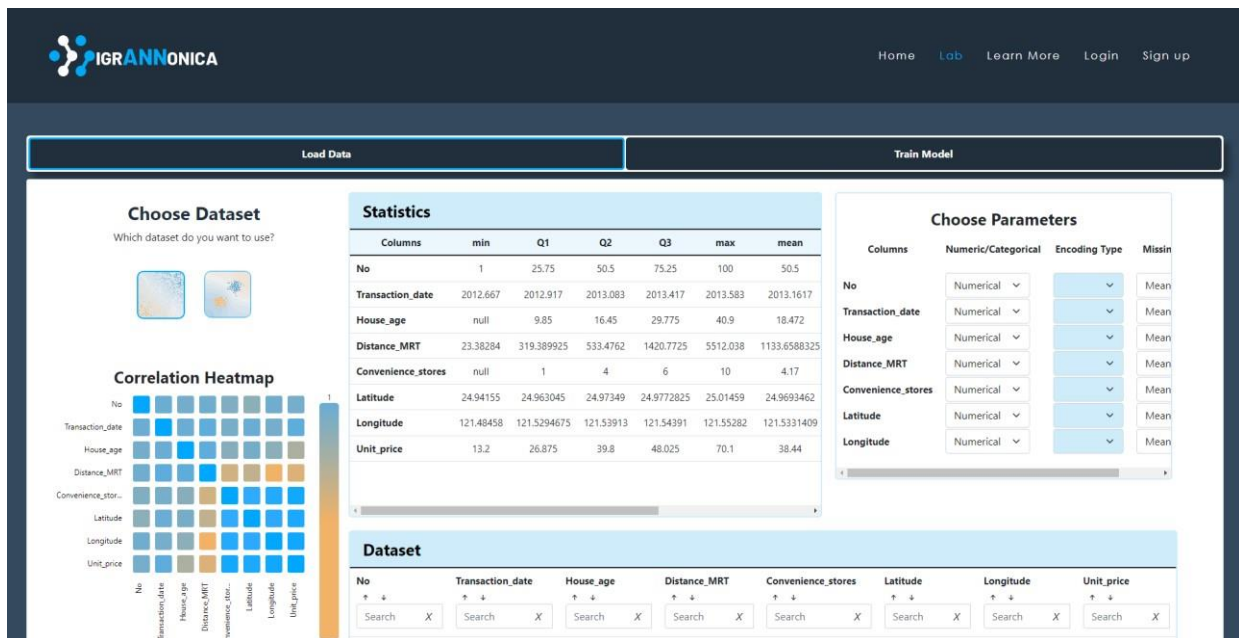 PIGRANNONICA
Home Lab Learn More Login Sign up
Load Data
Train Model
Choose Dataset
Which dataset do you want to use?
Correlation Heatmap
No
Transaction_date
House_age
Distance_MRT
Convenience_stor...
Latitude
Longitude
Unit_price
1
No
House_age
Distance_MRT
Latitude
Longitude
Unit_price
Statistics
Columns min Q1 Q2 Q3 max mean
No 1 25.75 50.5 75.25 100 50.5
Transaction_date 2012.667 2012.917 2013.083 2013.417 2013.583 2013.1617
House_age null 9.85 16.45 29.775 40.9 18.472
Distance_MRT 23.38284 319.389925 533.4762 1420.7725 5512.038 1133.6588325
Convenience_stores null 1 4 6 10 4.17
Latitude 24.94155 24.963045 24.97349 24.9772825 25.01459 24.9693462
Longitude 121.48458 121.5294675 121.53913 121.54391 121.55282 121.5331409
Unit_price 13.2 26.875 39.8 48.025 70.1 38.44
Choose Parameters
Columns Numeric/Categorical Encoding Type Missin
No Numerical Mean
Transaction_date Numerical Mean
House_age Numerical Mean
Distance_MRT Numerical Mean
Convenience_stores Numerical Mean
Latitude Numerical Mean
Longitude Numerical Mean
Dataset
No Transaction_date House_age Distance_MRT Convenience_stores Latitude Longitude Unit_price
↑ ↓ ↑ ↓ ↑ ↓ ↑ ↓ ↑ ↓ ↑ ↓ ↑ ↓ ↑ ↓
Search X Search X Search X Search X Search X Search X Search X Search X